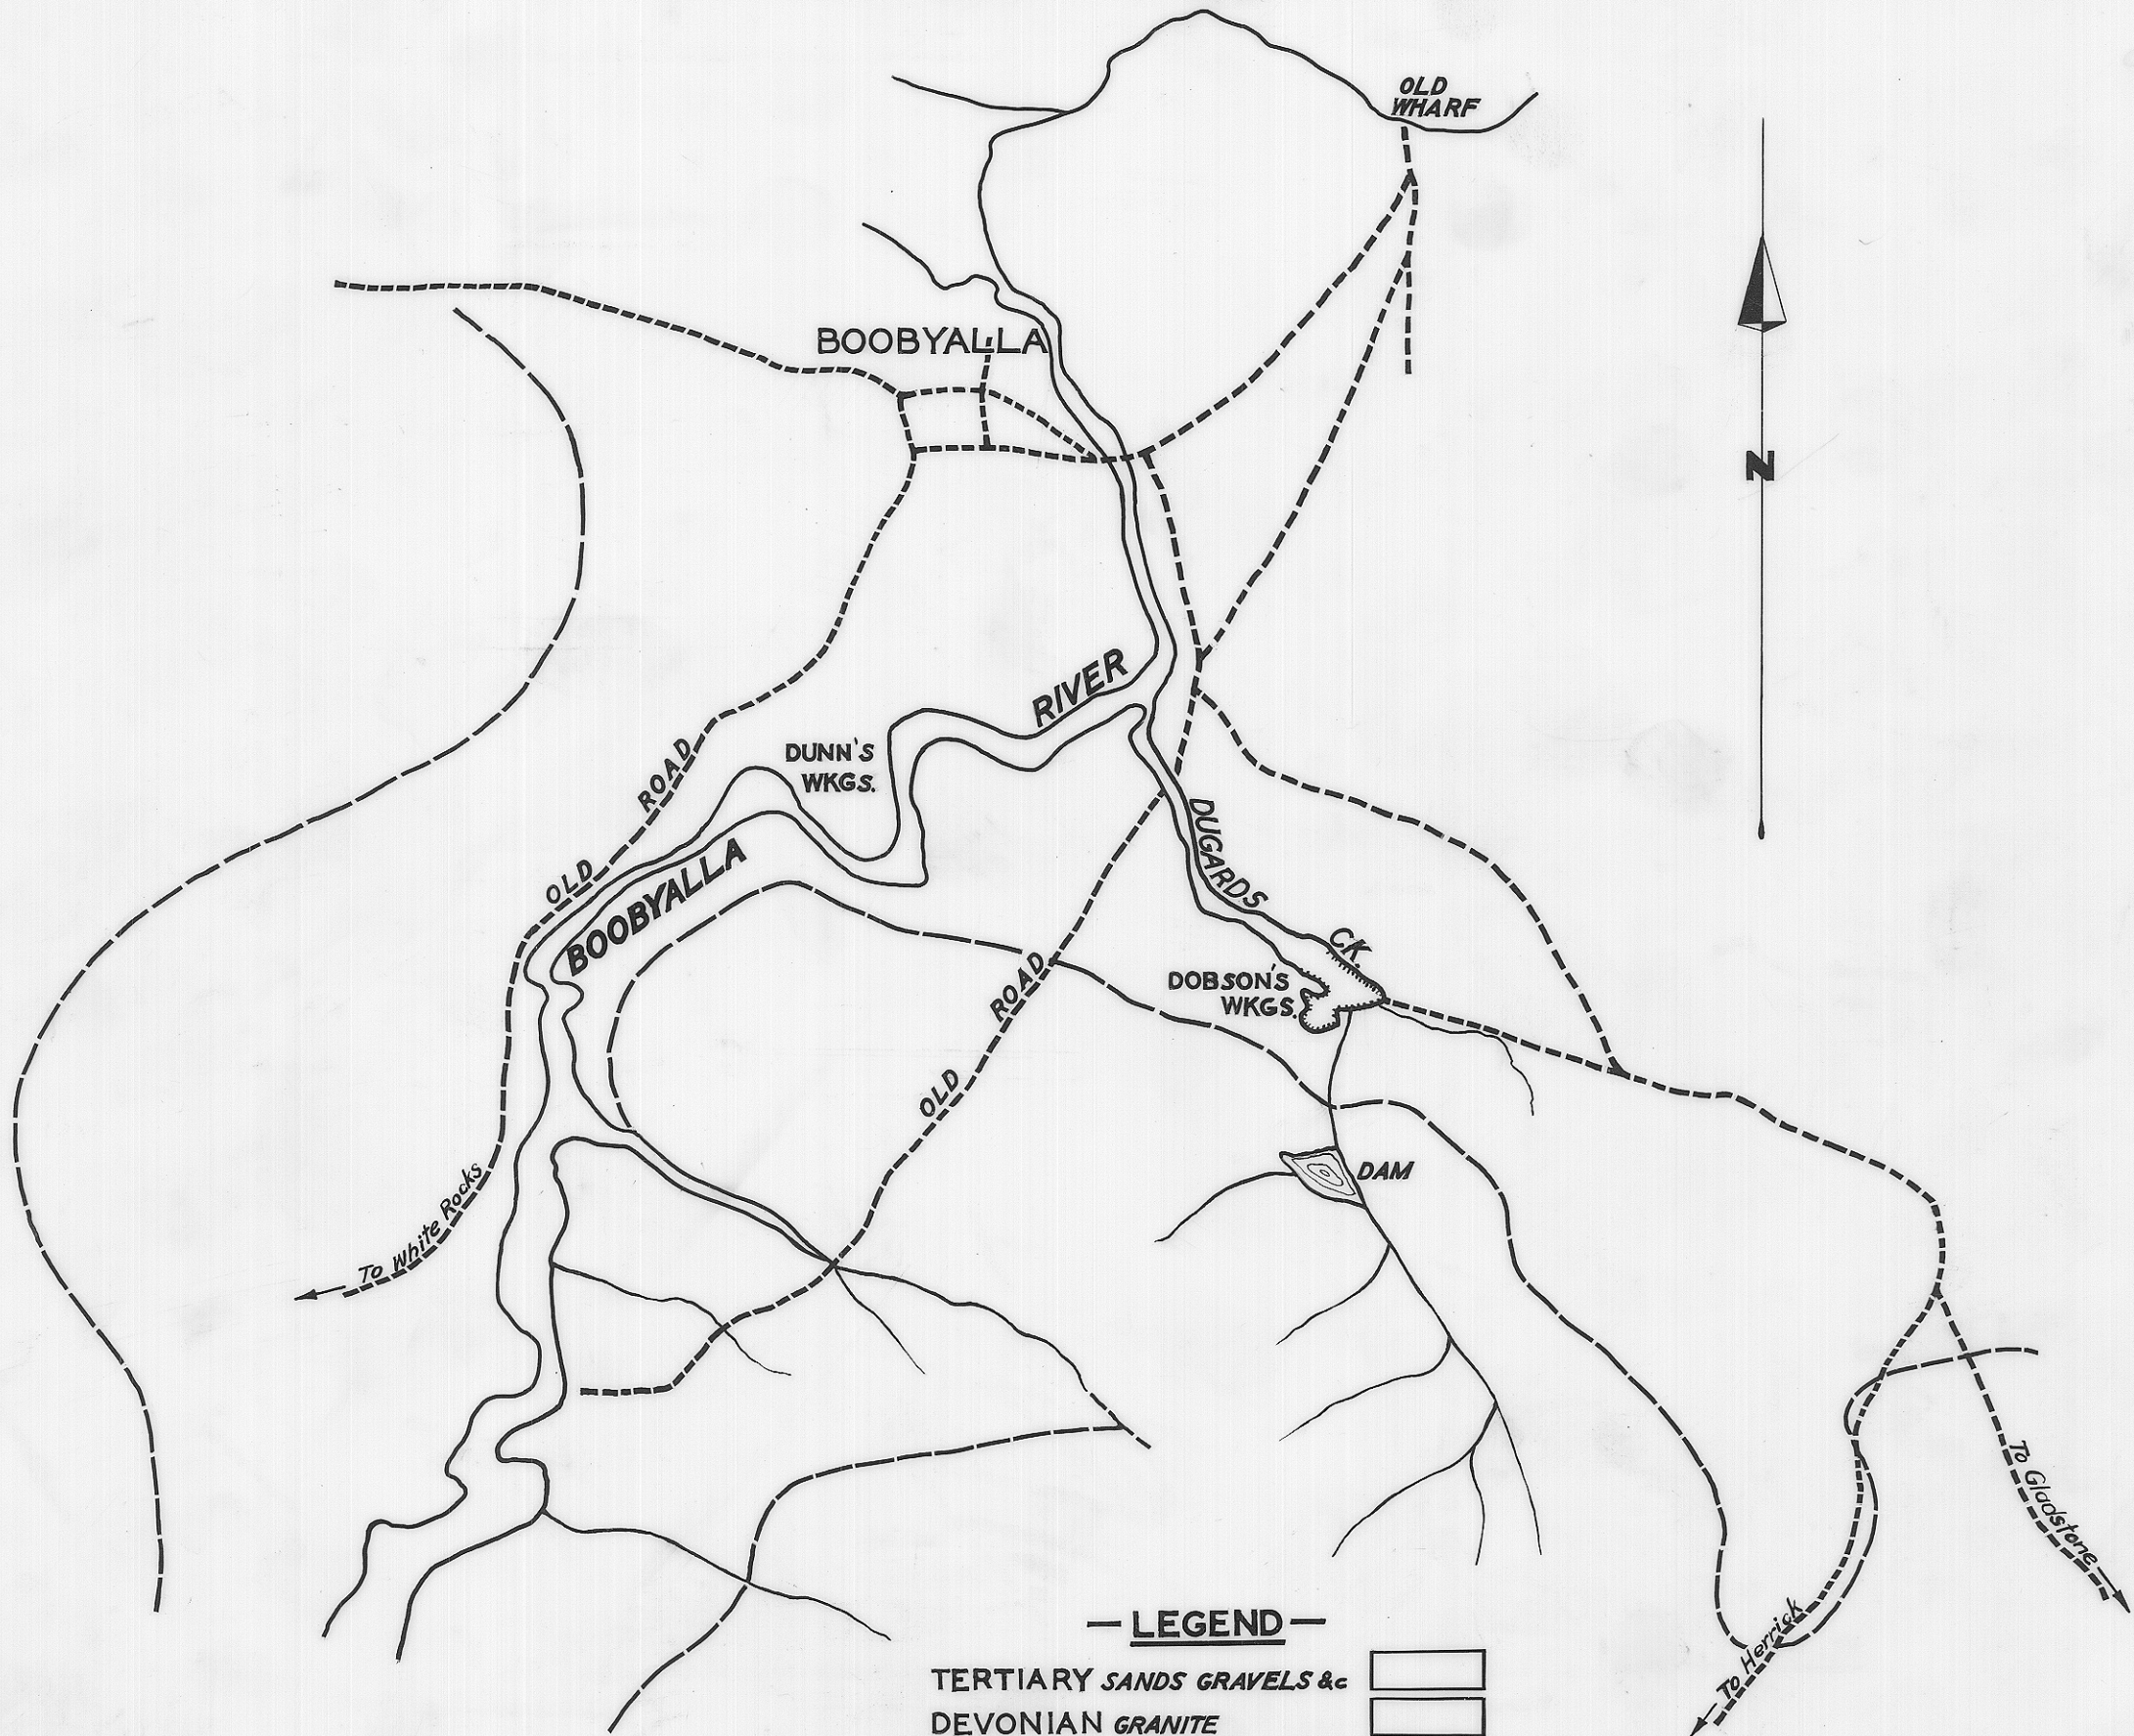 OLD
WHARF
BOOBYALLA
N
RIVER
DUNN'S
WKGS.
OLD ROAD
BOOBYALLA
DUGARDS CK.
DOBSON'S
WKGS.
OLD ROAD
DAM
To White Rocks
To Gladstone
To Herrick
— LEGEND —
TERTIARY SANDS GRAVELS &c
DEVONIAN GRANITE